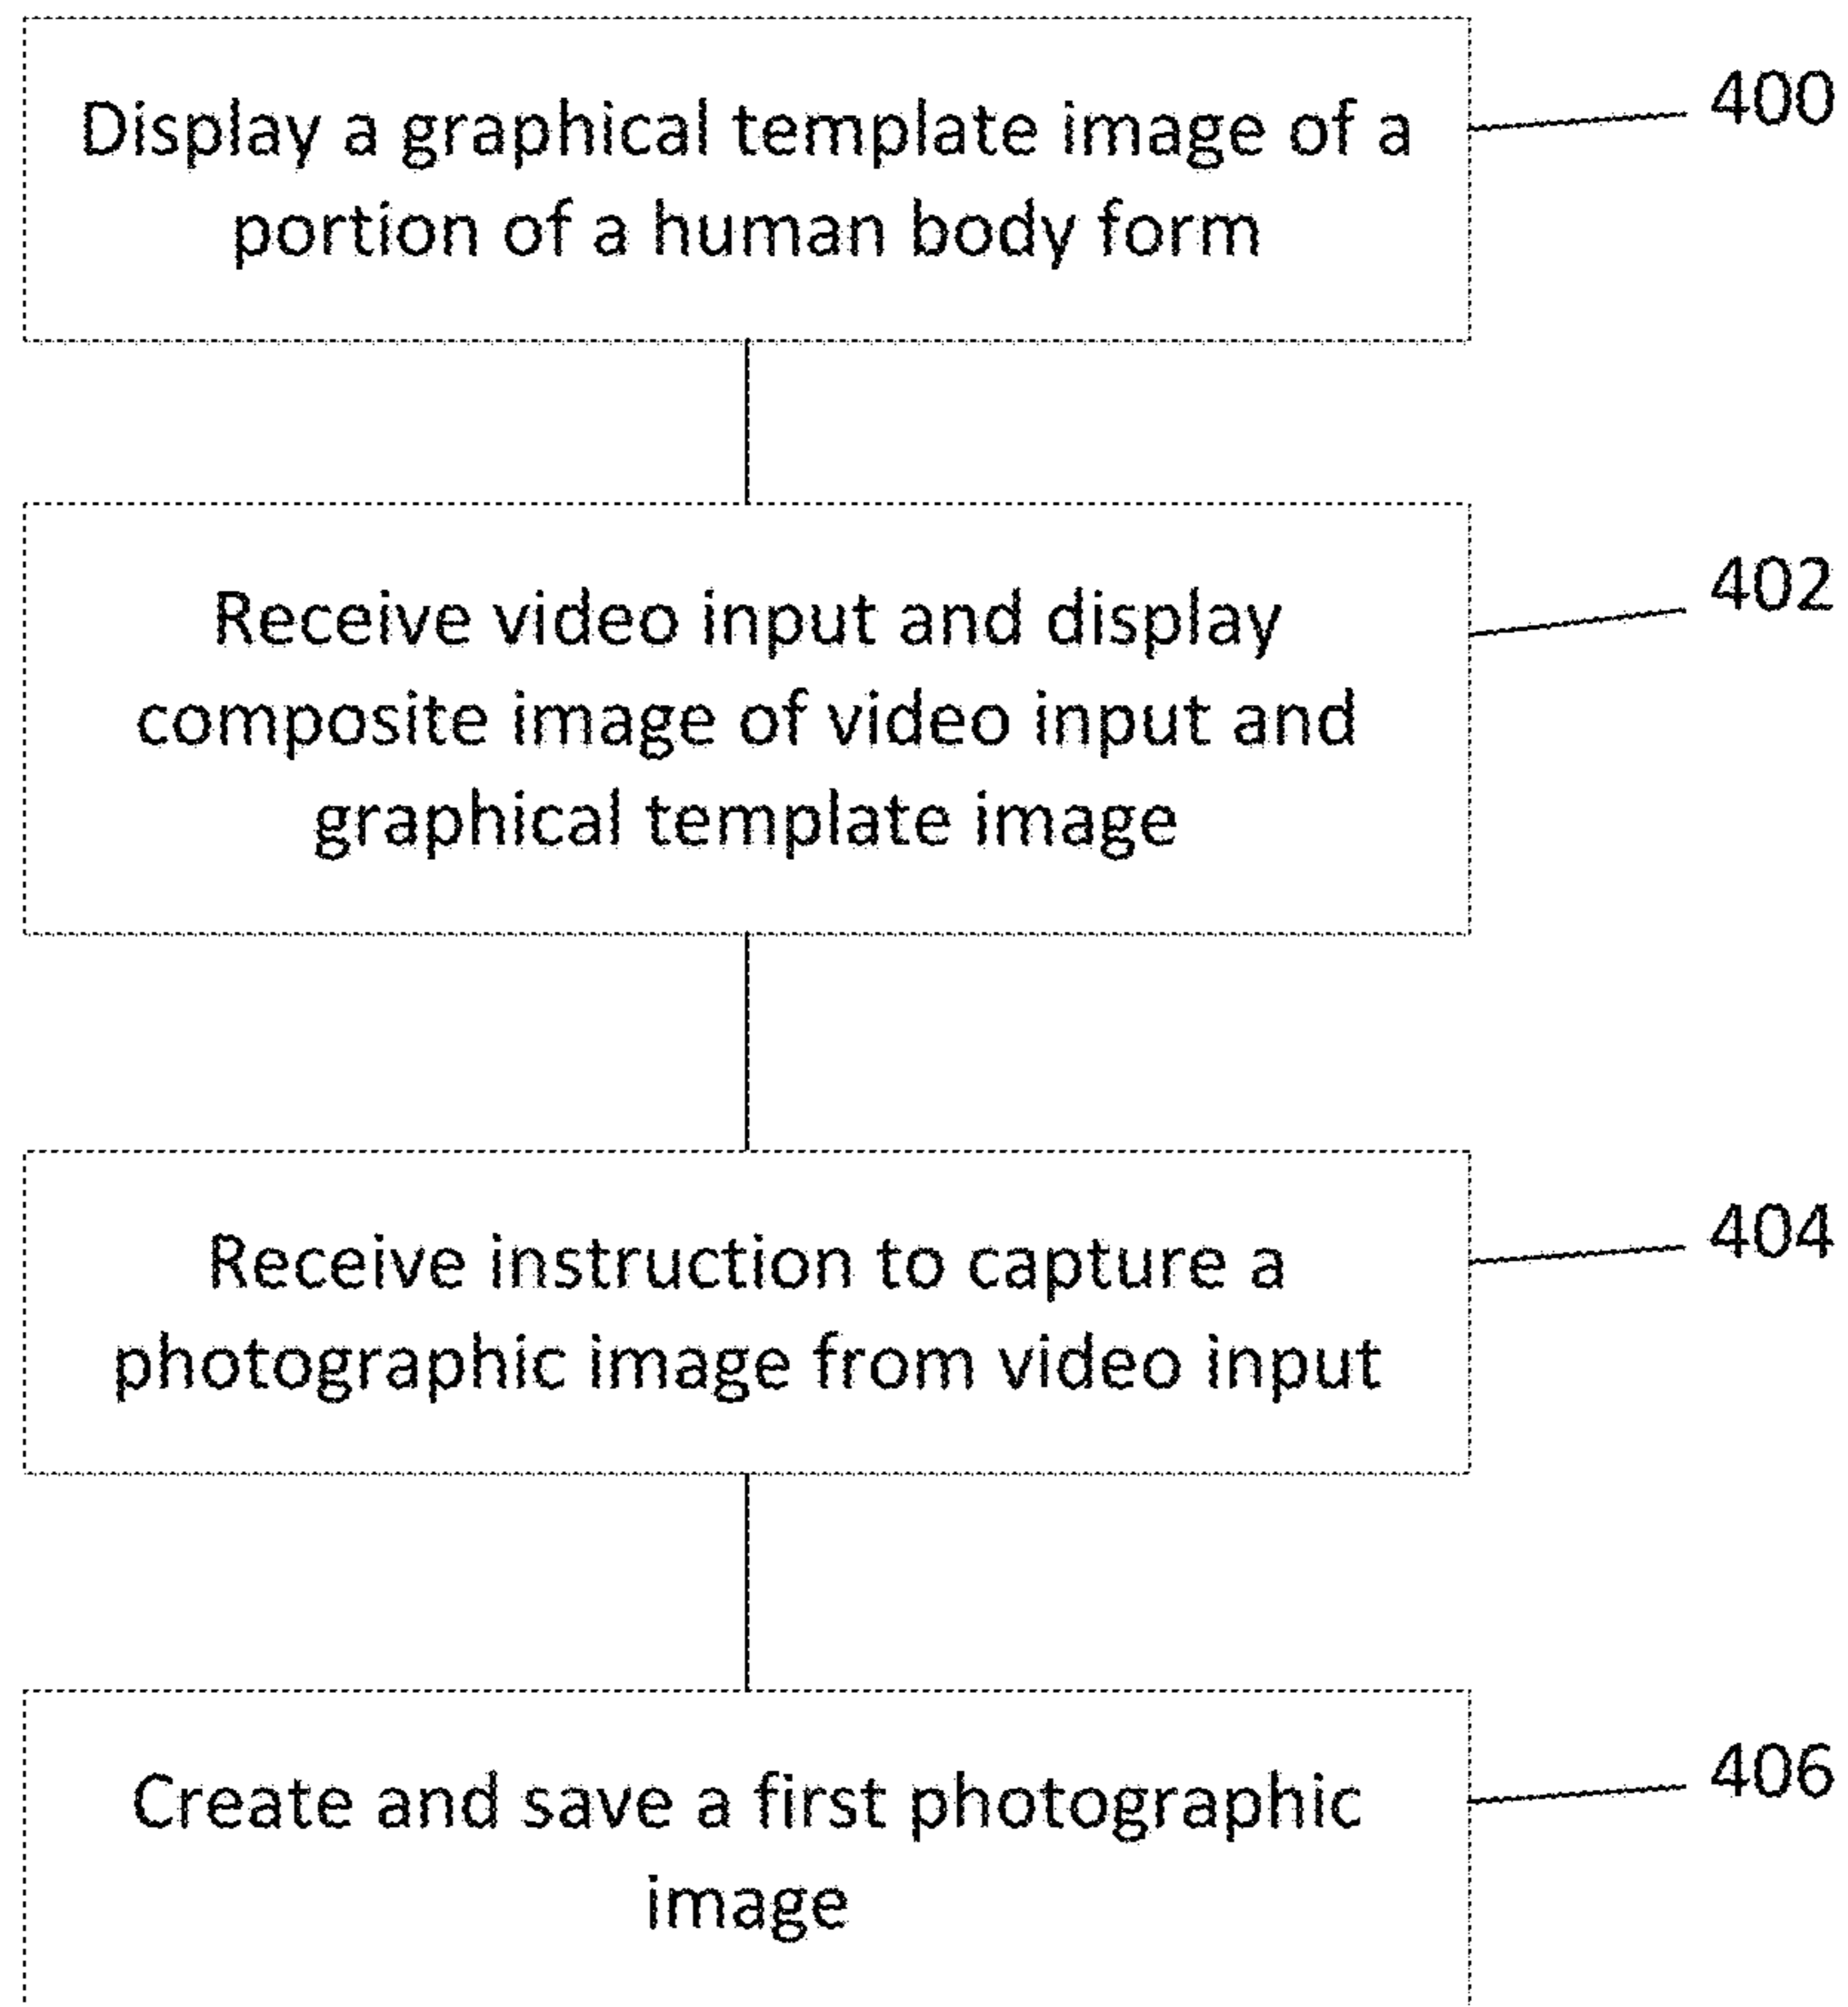 Display a graphical template image of a
portion of a human body form
400
Receive video input and display
composite image of video input and
graphical template image
402
Receive instruction to capture a
photographic image from video input
404
Create and save a first photographic
image
406